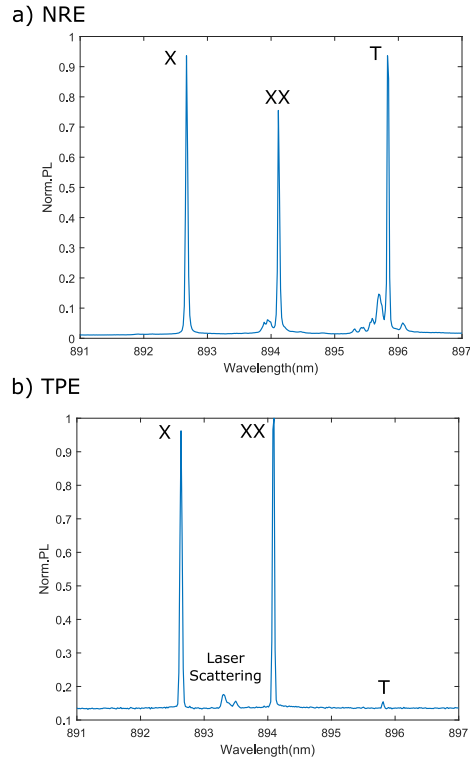 a) NRE
1
0.9
0.8
0.7
0.6
0.5
0.4
0.3
0.2
0.1
0
Norm.PL
X
XX
T
891 892 893 894 895 896 897
Wavelength(nm)
b) TPE
1
0.9
0.8
0.7
0.6
0.5
0.4
0.3
0.2
0.1
Norm.PL
X
XX
Laser
Scattering
T
891 892 893 894 895 896 897
Wavelength(nm)